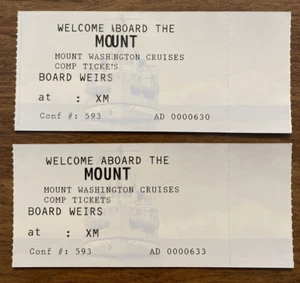 WELCOME ABOARD THE
MOUNT
MOUNT WASHINGTON CRUISES
COMP TICKETS
BOARD WEIRS
at : XM
Conf #: 593 AD 0000630
WELCOME ABOARD THE
MOUNT
MOUNT WASHINGTON CRUISES
COMP TICKETS
BOARD WEIRS
at : XM
Conf #: 593 AD 0000633